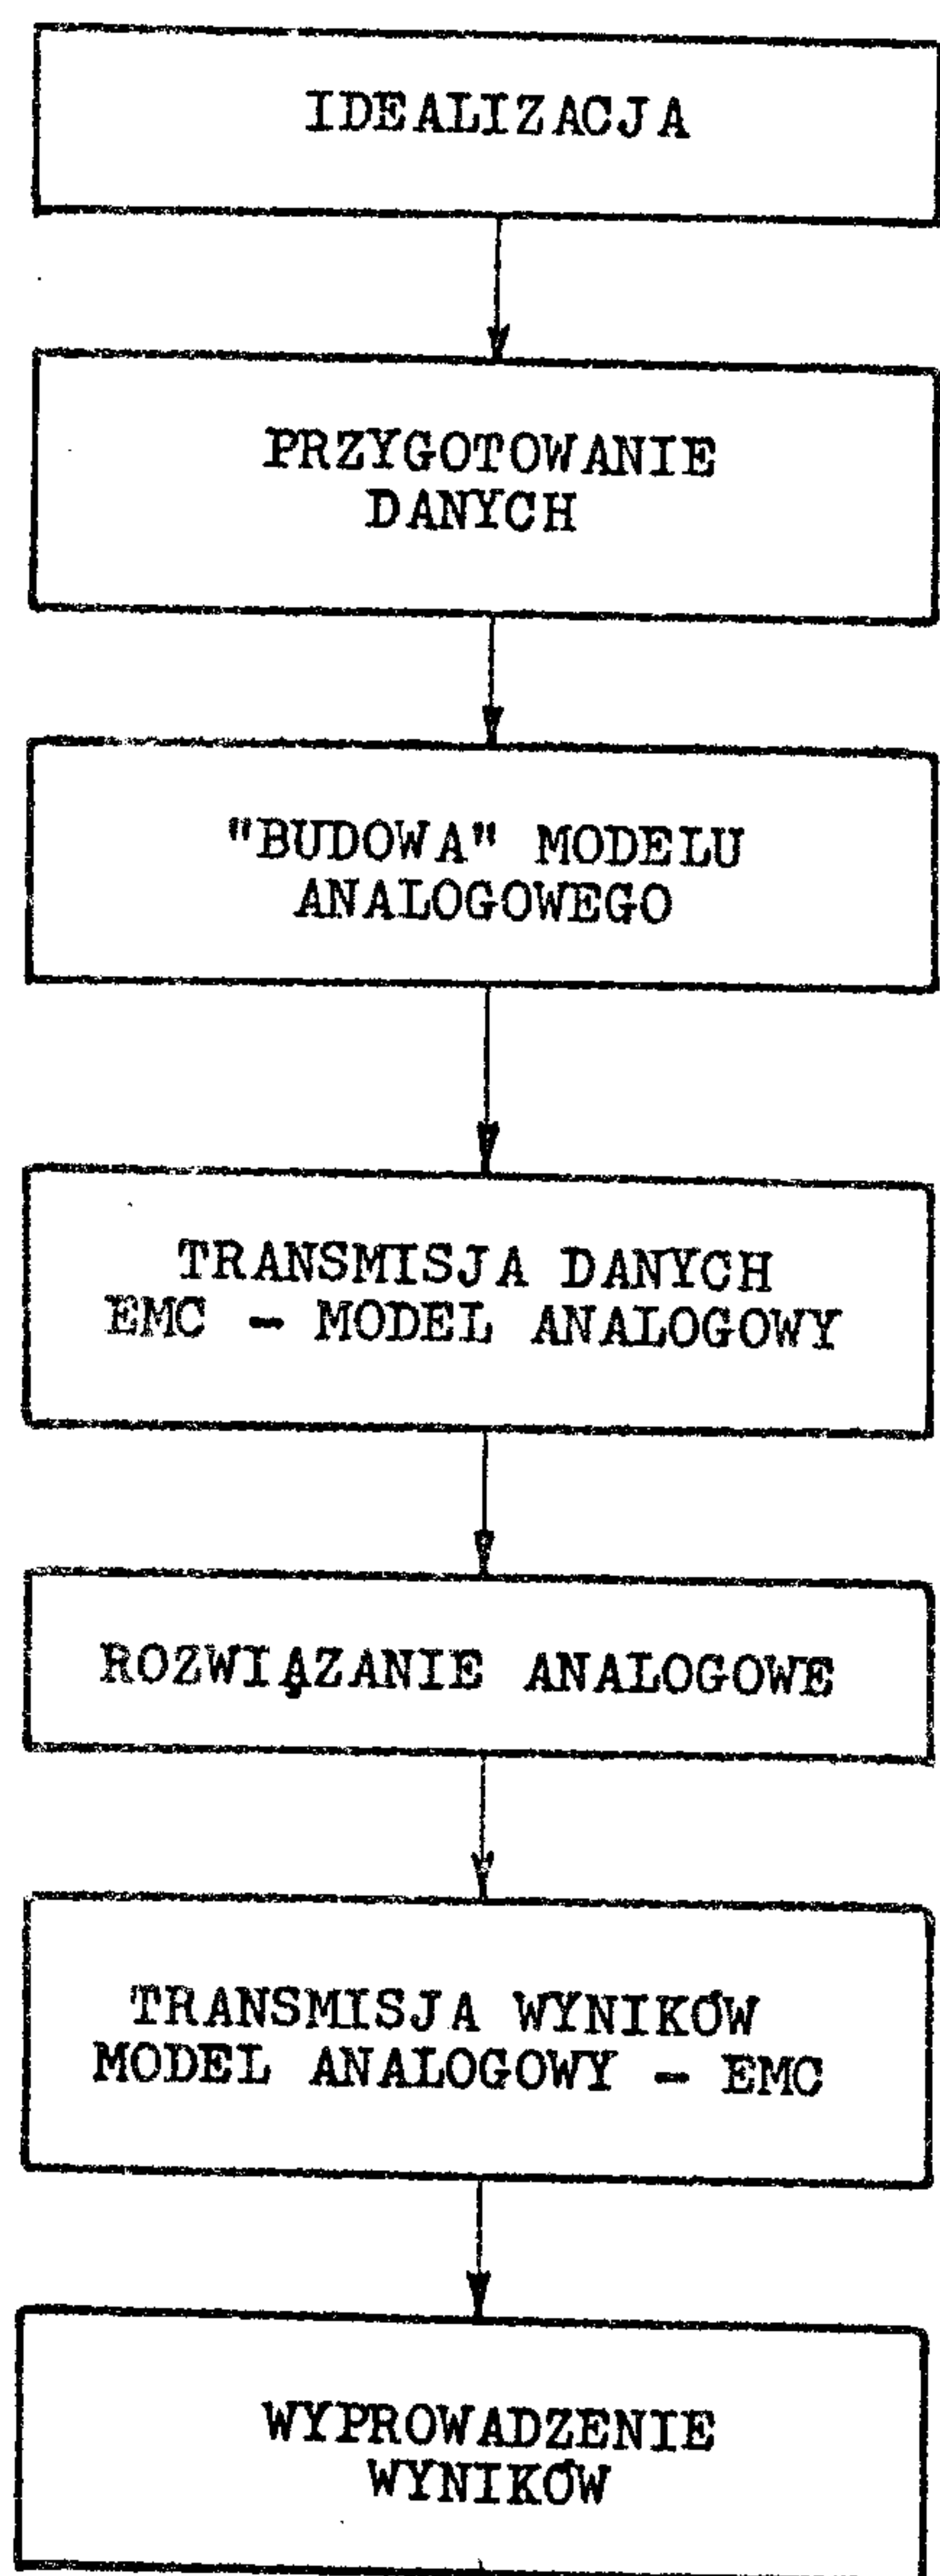 IDEALIZACJA
PRZYGOTOWANIE
DANYCH
"BUDOWA" MODELU
ANALOGOWEGO
TRANSMISJA DANYCH
EMC - MODEL ANALOGOWY
ROZWIĄZANIE ANALOGOWE
TRANSMISJA WYNIKÓW
MODEL ANALOGOWY - EMC
WYPROWADZENIE
WYNIKÓW